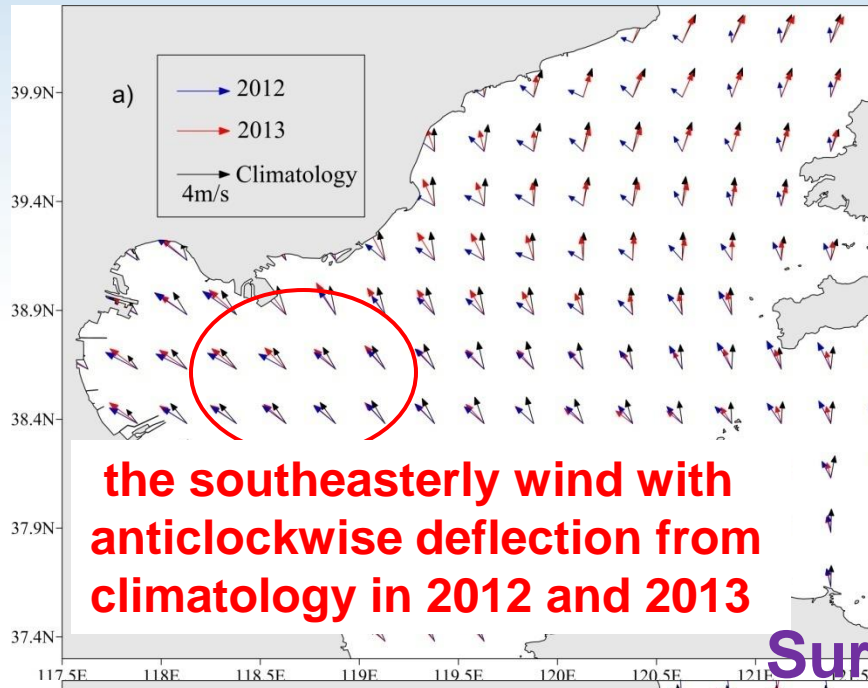 a)
2012
2013
Climatology
4m/s
39.9N
39.4N
38.9N
38.4N
37.9N
37.4N
the southeasterly wind with
anticlockwise deflection from
climatology in 2012 and 2013
117.5E 118E 118.5E 119E 119.5E 120E 120.5E 121E
Sur